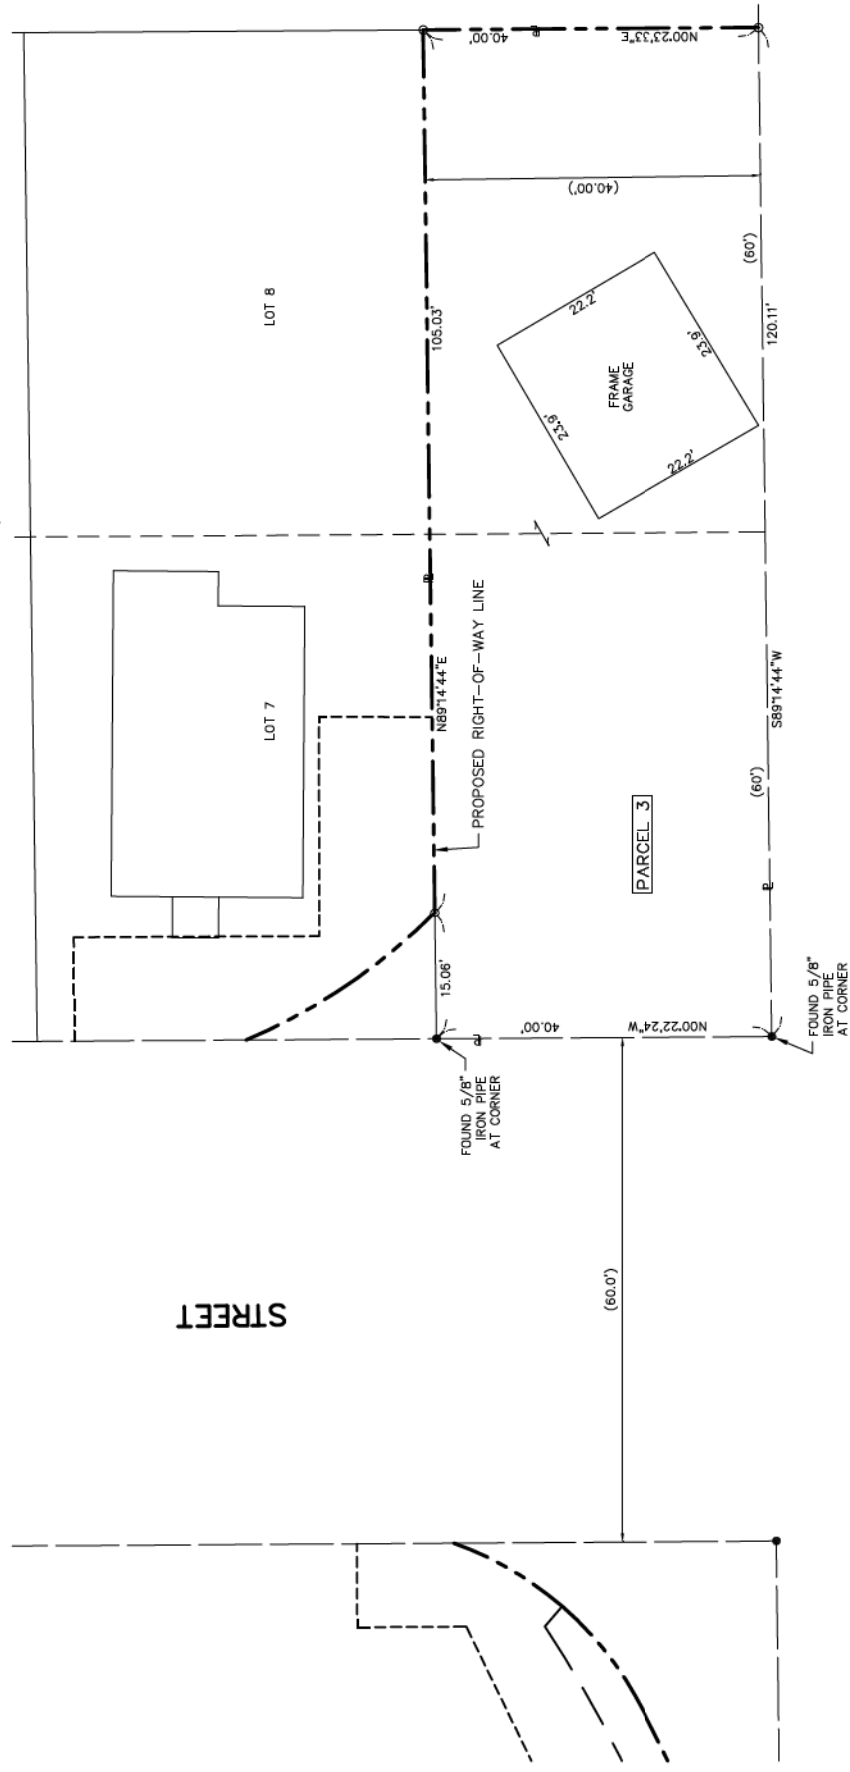 40.00'
N00°23'33"E
(40.00')
LOT 8
105.03'
(60')
120.11'
22.2'
23.9'
FRAME
GARAGE
23.9'
22.2'
LOT 7
N89°14'44"E
PROPOSED RIGHT-OF-WAY LINE
S89°14'44"W
(60')
PARCEL 3
15.06'
40.00'
N00°22'24"W
FOUND 5/8"
IRON PIPE
AT CORNER
FOUND 5/8"
IRON PIPE
AT CORNER
STREET
(60.0')